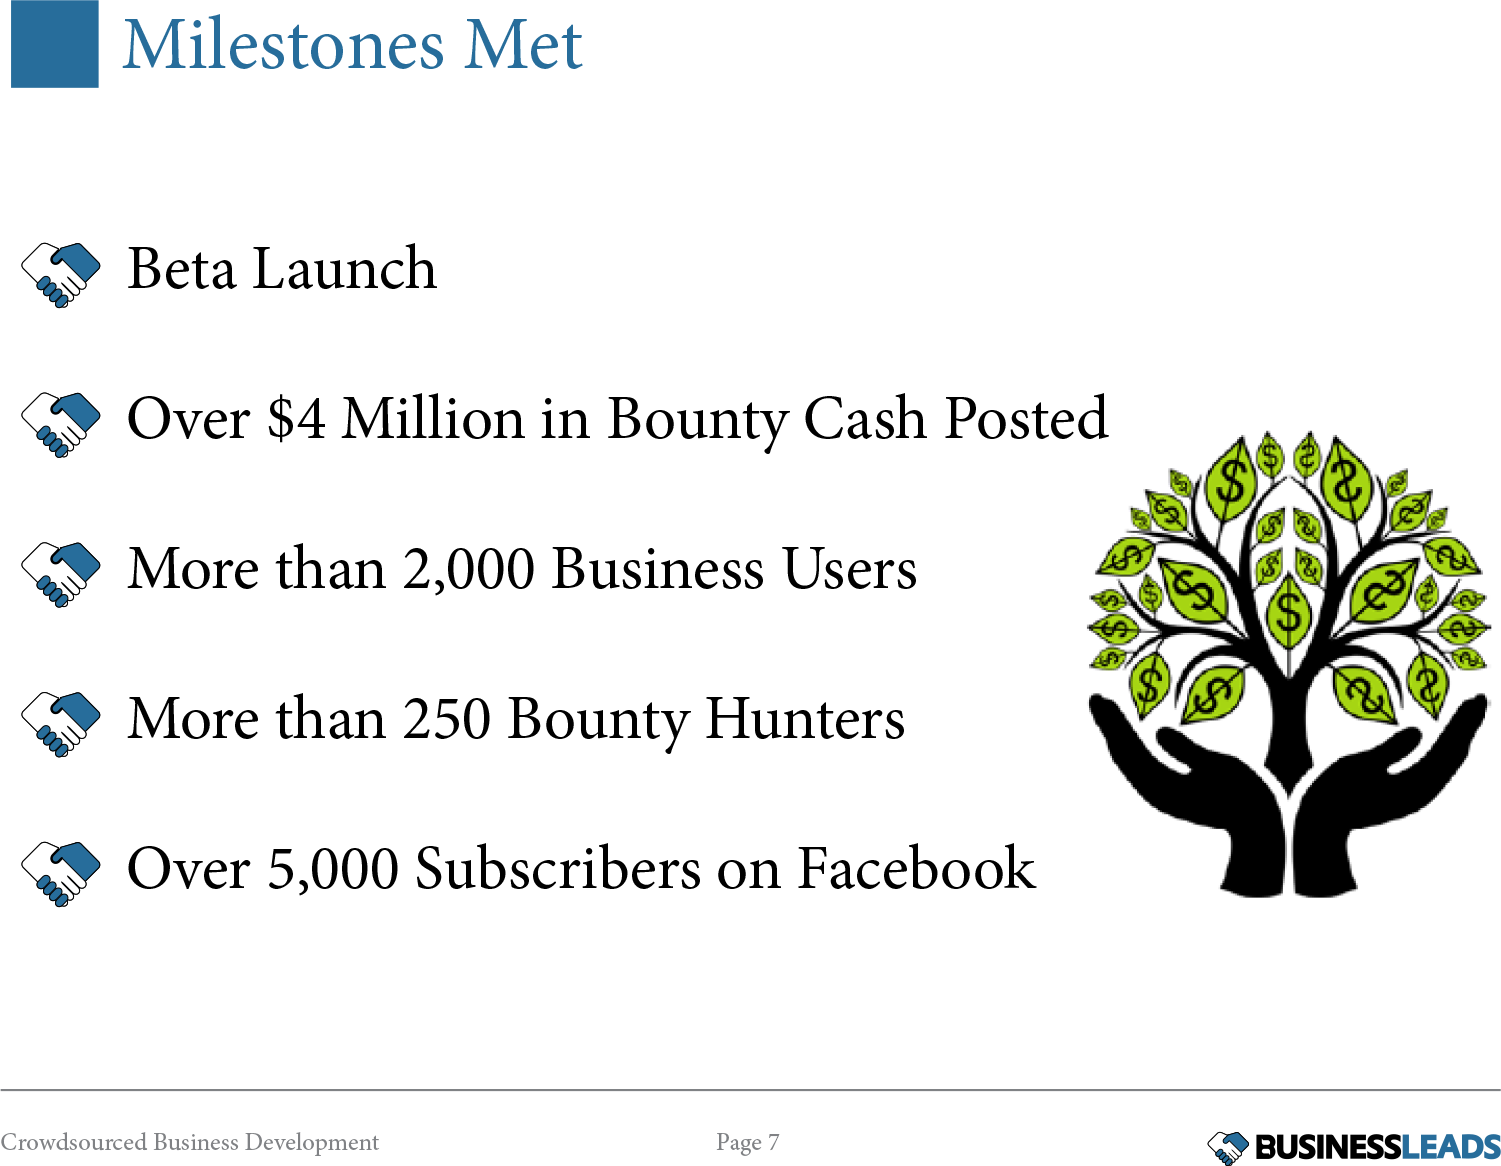 Milestones Met
Beta Launch
Over $4 Million in Bounty Cash Posted
More than 2,000 Business Users
More than 250 Bounty Hunters
Over 5,000 Subscribers on Facebook
Crowdsourced Business Development
Page 7
BUSINESSLEADS